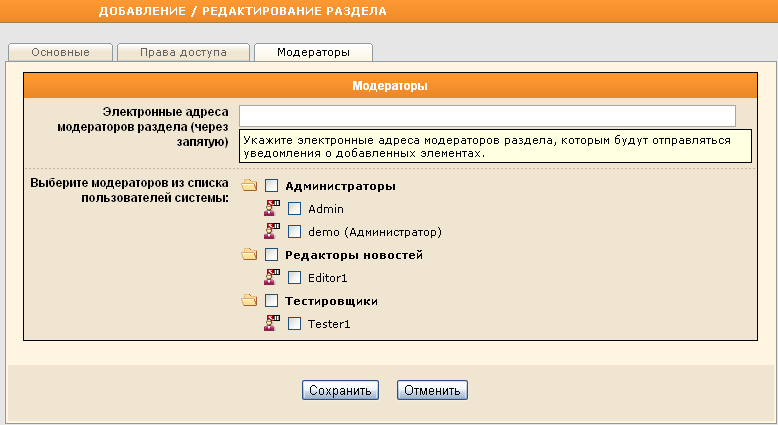 ДОБАВЛЕНИЕ / РЕДАКТИРОВАНИЕ РАЗДЕЛА
Основные
Права доступа
Модераторы
Модераторы
Электронные адреса
модераторов раздела (через
запятую)
Укажите электронные адреса модераторов раздела, которым будут отправляться
уведомления о добавленных элементах.
Выберите модераторов из списка
пользователей системы:
Администраторы
Admin
demo (Администратор)
Редакторы новостей
Editor1
Тестировщики
Tester1
Сохранить
Отменить